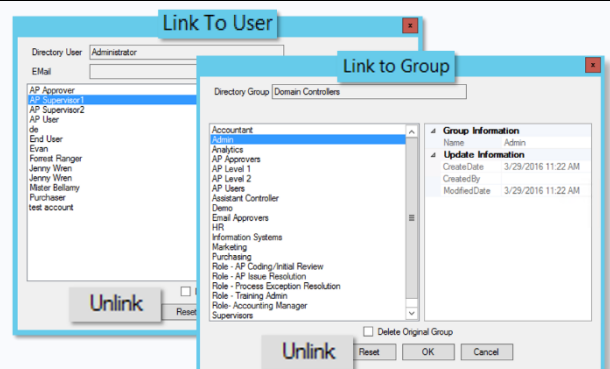 Link To User
x
Directory User Administrator
EMail
AP Approver
AP Supervisor1
AP Supervisor2
AP User
de
End User
Evan
Forrest Ranger
Jenny Wren
Jenny Wren
Mister Bellamy
Purchaser
test account
Unlink
Reset
Link to Group
x
Directory Group Domain Controllers
Accountant
Admin
Analytics
AP Approvers
AP Level 1
AP Level 2
AP Users
Assistant Controller
Demo
Email Approvers
HR
Information Systems
Marketing
Purchasing
Role - AP Coding/Initial Review
Role - AP Issue Resolution
Role - Process Exception Resolution
Role - Training Admin
Role- Accounting Manager
Supervisors
Group Information
Name Admin
Update Information
CreateDate 3/29/2016 11:22 AM
CreatedBy
ModifiedDate 3/29/2016 11:22 AM
Delete Original Group
Unlink
Reset
OK
Cancel